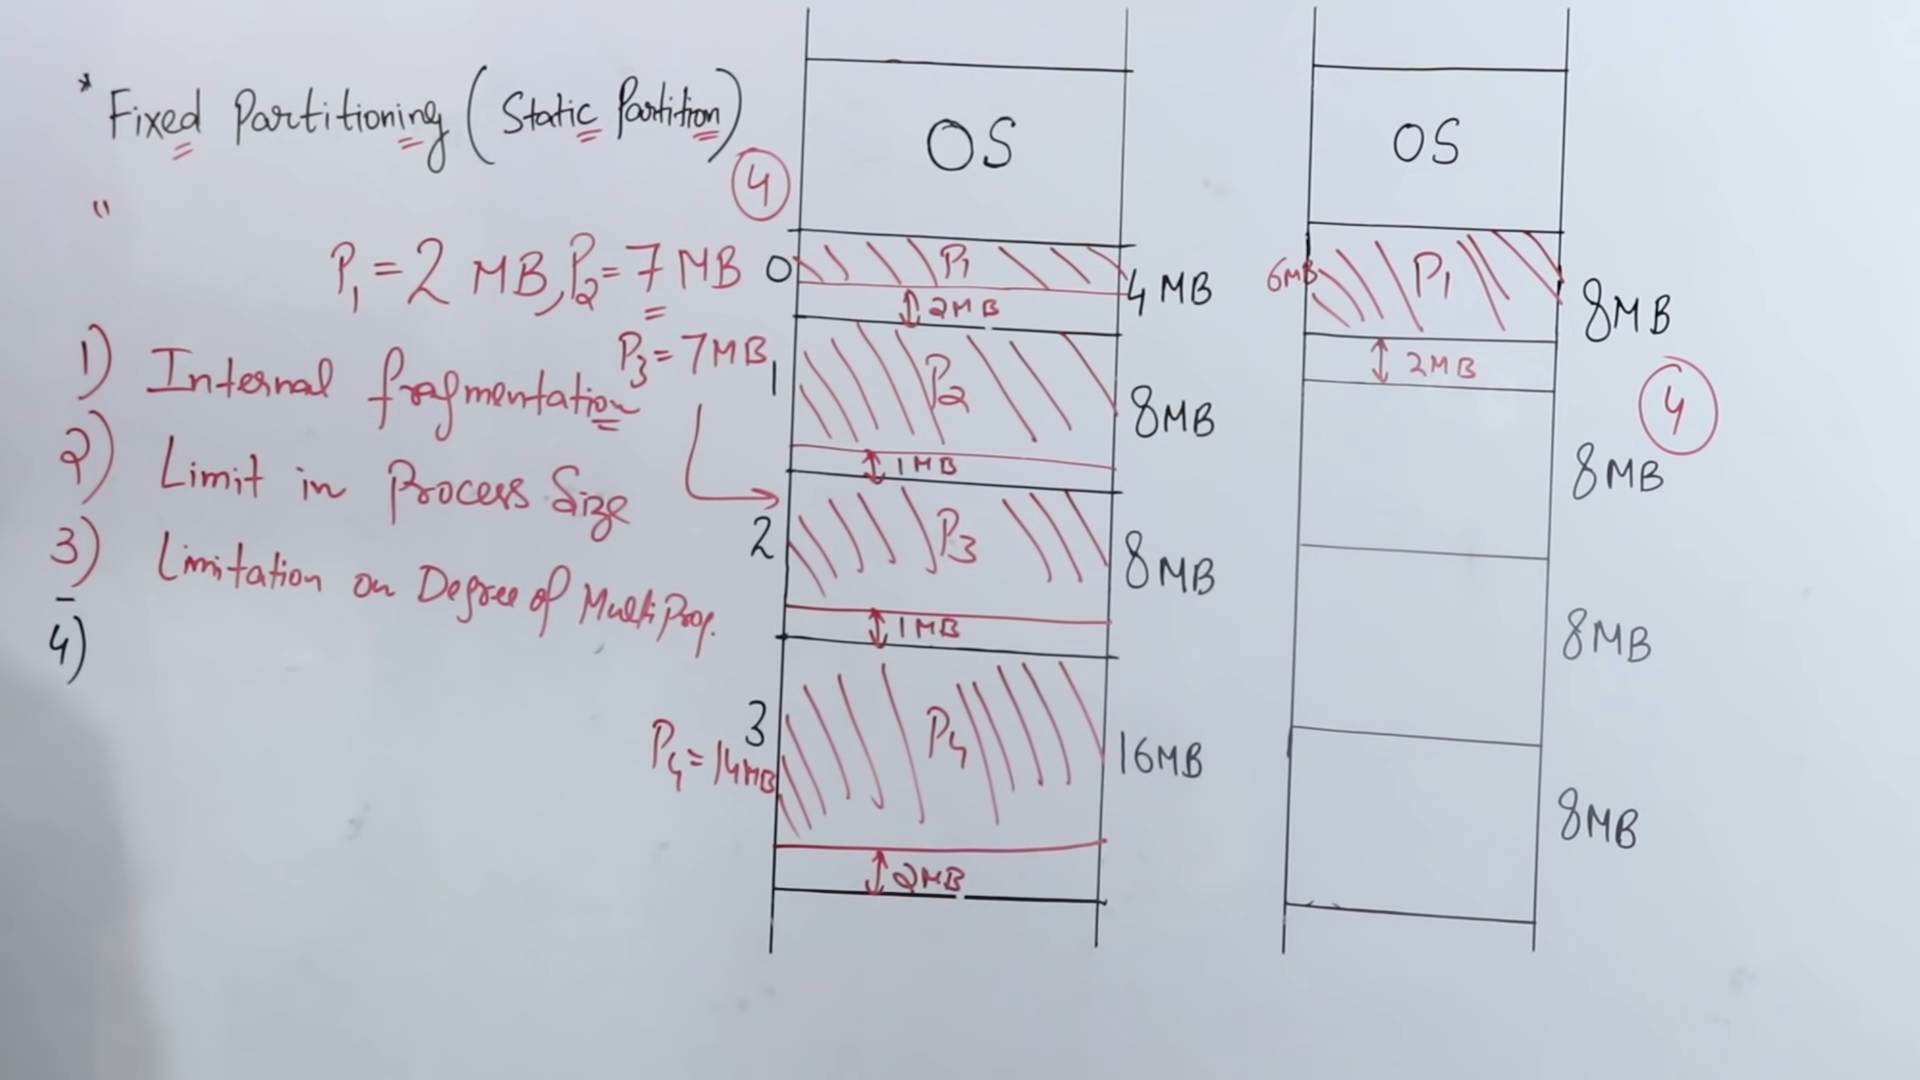 * Fixed Partitioning (Static Partition)
"
P1 = 2 MB, P2 = 7 MB
P3 = 7MB
1) Internal fragmentation
2) Limit in Process Size
3) Limitation on Degree of MultiProg.
4)
P4 = 14MB
4
OS
0 P1 4 MB
2MB
1 P2 8MB
1MB
2 P3 8MB
1MB
3 P4 16MB
2MB
OS
6MB P1 8MB
2MB
4
8MB
8MB
8MB